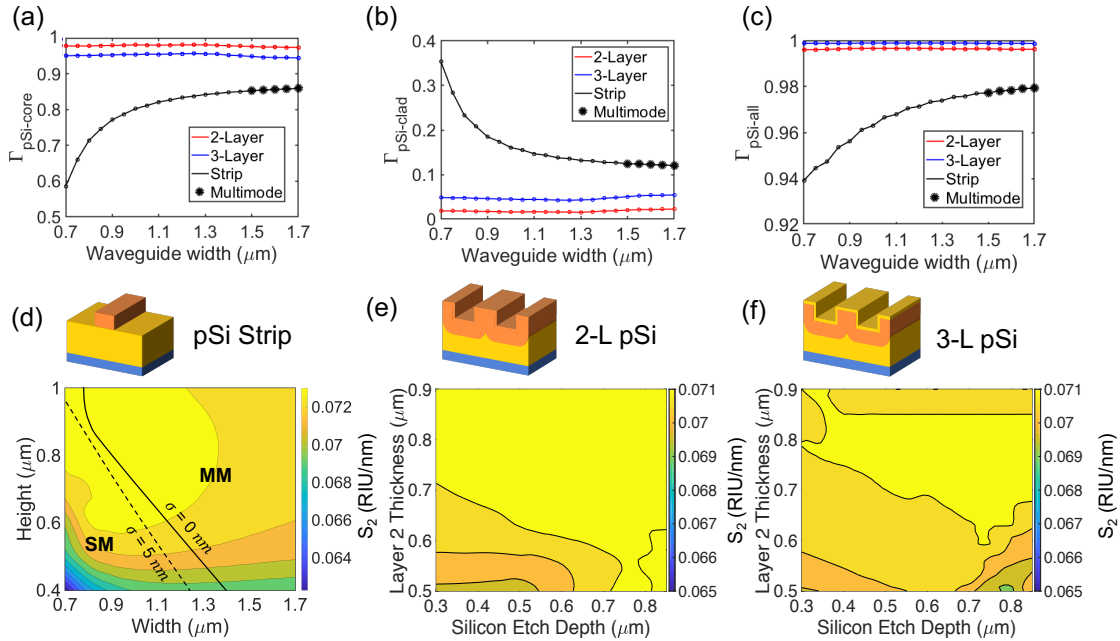 (a)
1
0.9
0.8
0.7
0.6
0.5
0.7 0.9 1.1 1.3 1.5 1.7
Γ pSi-core
Waveguide width (μm)
2-Layer
3-Layer
Strip
Multimode
(b)
0.4
0.3
0.2
0.1
0
0.7 0.9 1.1 1.3 1.5 1.7
Γ pSi-clad
Waveguide width (μm)
2-Layer
3-Layer
Strip
Multimode
(c)
1
0.98
0.96
0.94
0.92
0.7 0.9 1.1 1.3 1.5 1.7
Γ pSi-all
Waveguide width (μm)
2-Layer
3-Layer
Strip
Multimode
(d)
pSi Strip
1
0.8
0.6
0.4
0.7 0.9 1.1 1.3 1.5 1.7
Height (μm)
Width (μm)
MM
SM
σ = 0 nm
σ = 5 nm
0.072
0.07
0.068
0.066
0.064
S2 (RIU/nm)
(e)
2-L pSi
0.9
0.8
0.7
0.6
0.5
0.3 0.4 0.5 0.6 0.7 0.8
Layer 2 Thickness (μm)
Silicon Etch Depth (μm)
0.071
0.070
0.069
0.068
0.067
0.066
0.065
S2 (RIU/nm)
(f)
3-L pSi
0.9
0.8
0.7
0.6
0.5
0.3 0.4 0.5 0.6 0.7 0.8
Layer 2 Thickness (μm)
Silicon Etch Depth (μm)
0.071
0.070
0.069
0.068
0.067
0.066
0.065
S2 (RIU/nm)